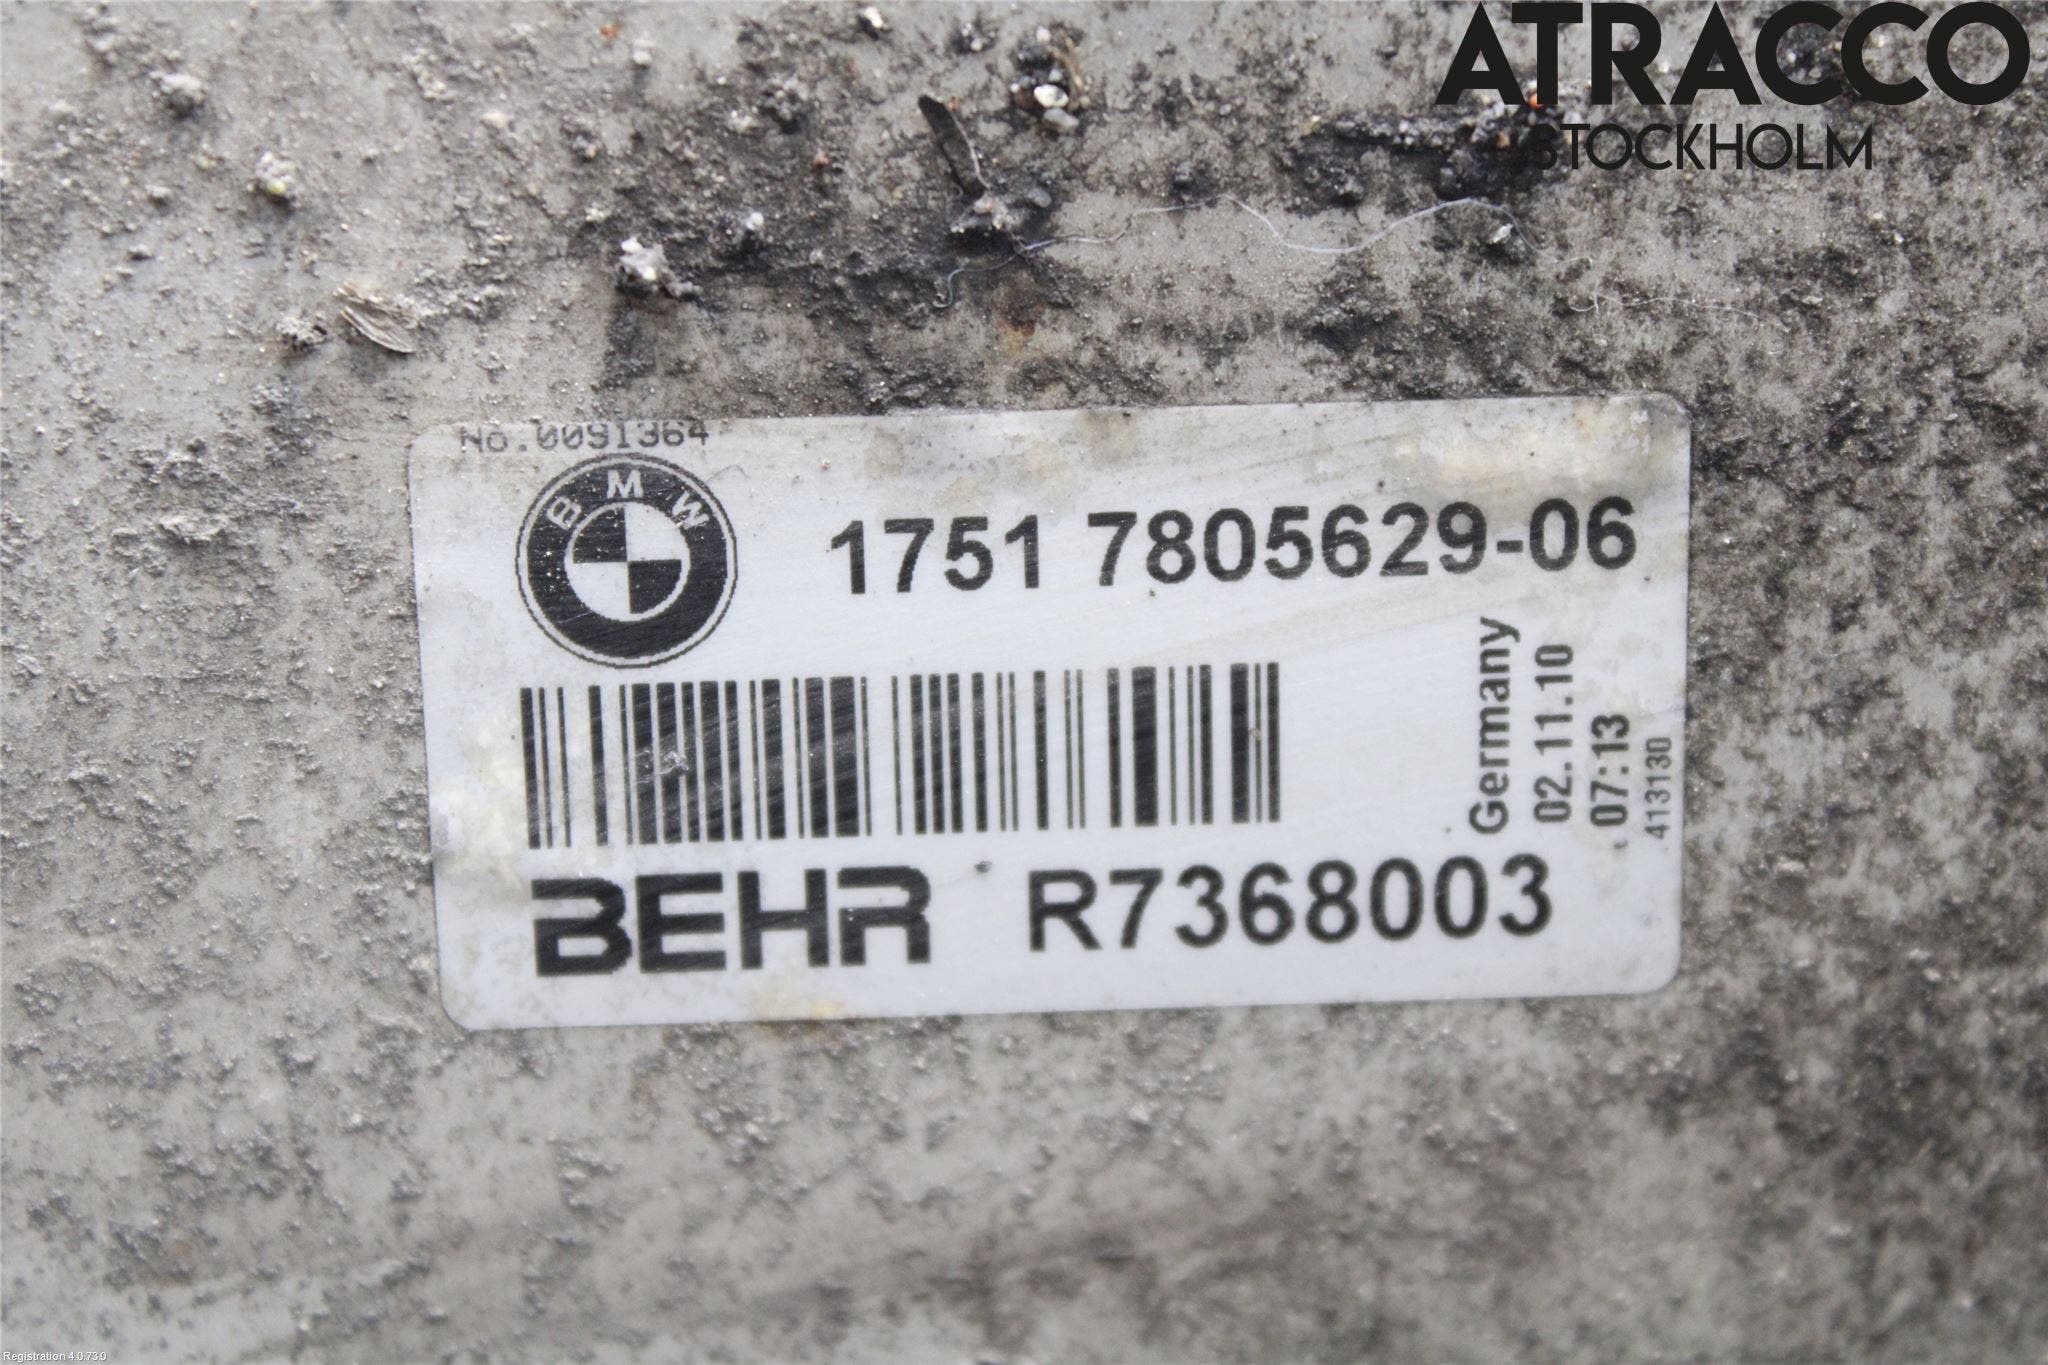 ATRACCO
STOCKHOLM
No.0091364
BMW
1751 7805629-06
Germany
02.11.10
07:13
413130
BEHR R7368003
Registration 4.0.73.0